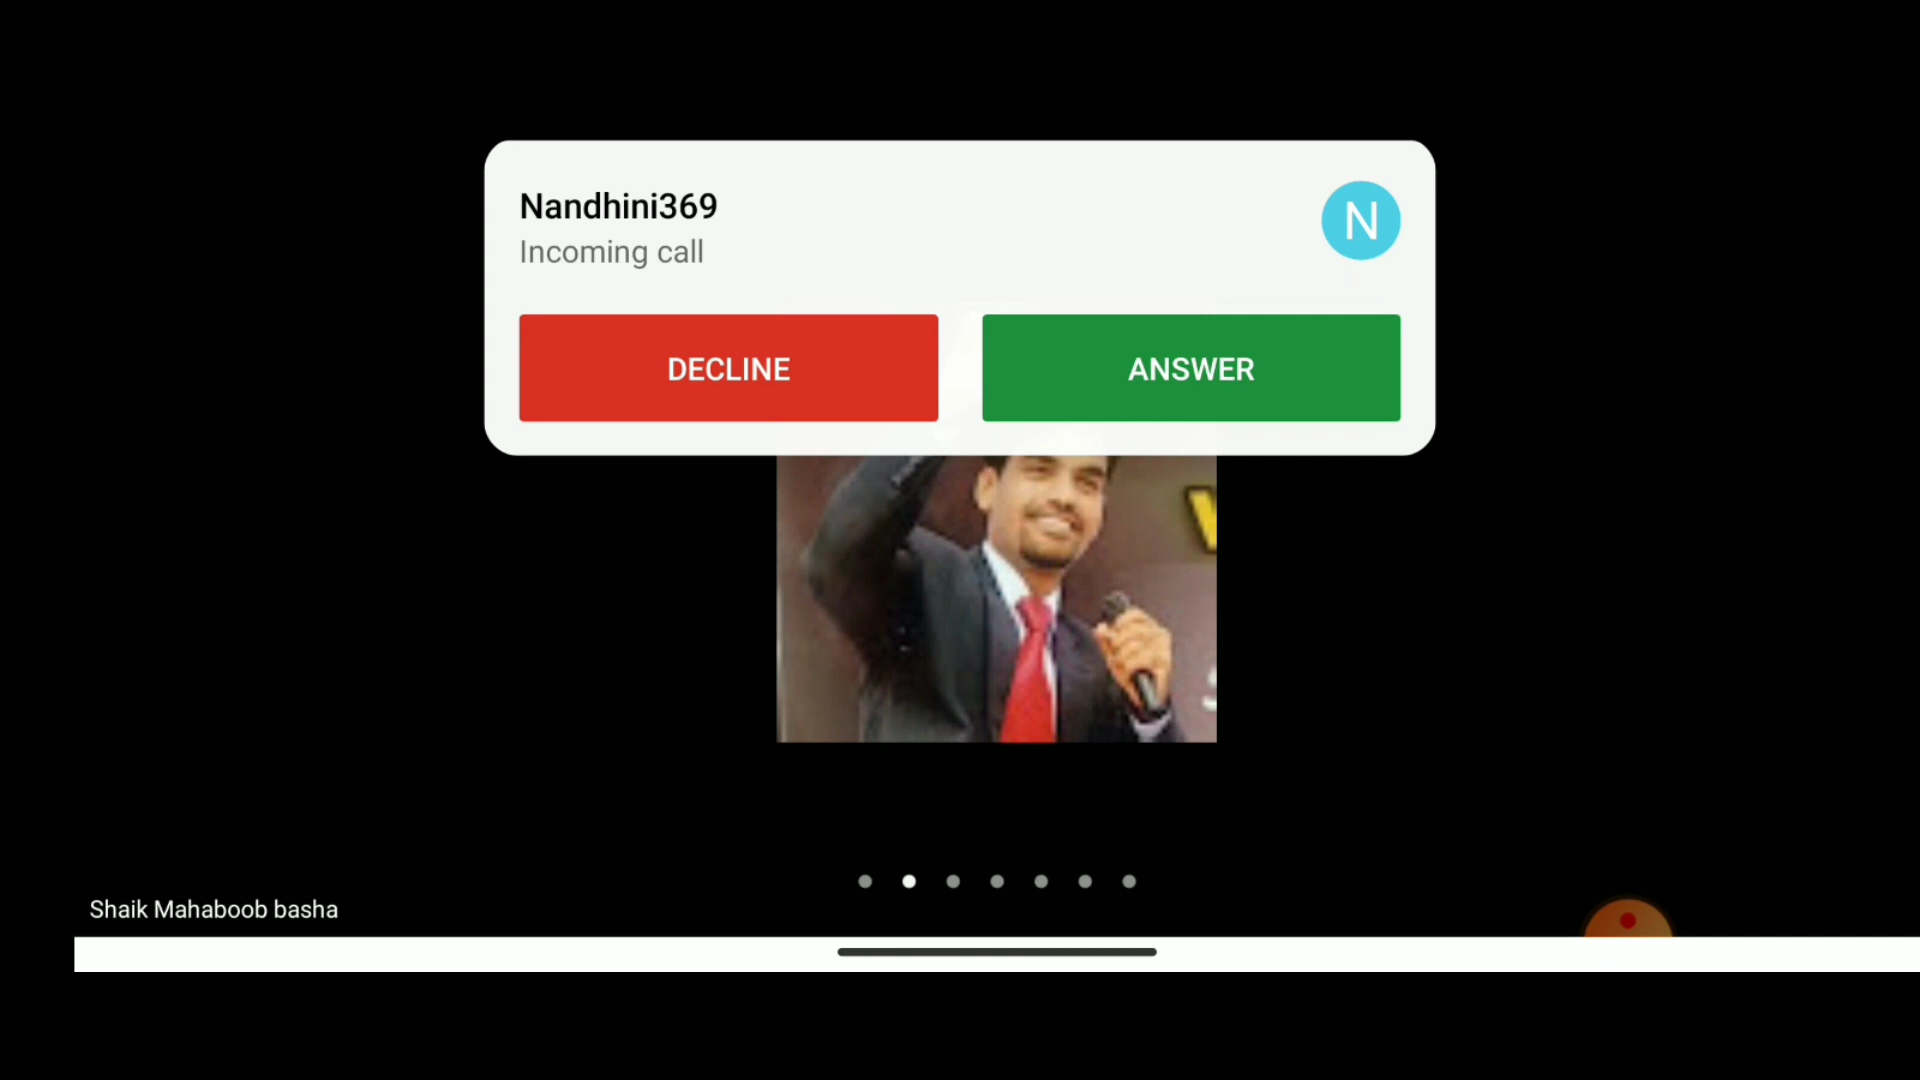 Nandhini369
N
Incoming call
DECLINE
ANSWER
Shaik Mahaboob basha